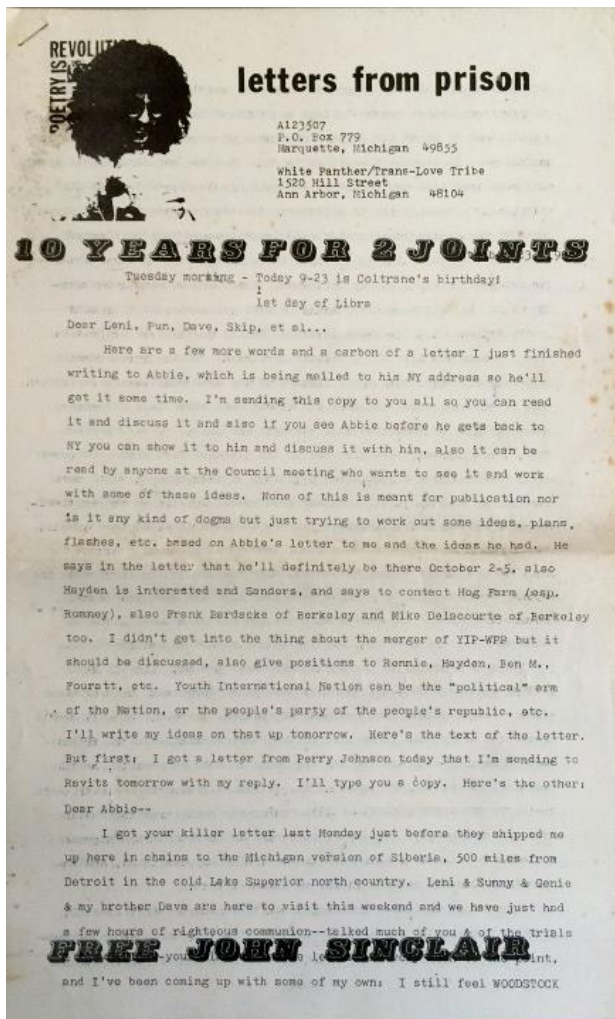 POETRY IS
REVOLUTION
letters from prison
A123507
P.O. Box 779
Marquette, Michigan 49855
White Panther/Trans-Love Tribe
1520 Hill Street
Ann Arbor, Michigan 48104
10 YEARS FOR 2 JOINTS
Tuesday morning - Today 9-23 is Coltrane's birthday!
1st day of Libra
Dear Leni, Pun, Dave, Skip, et al...
Here are a few more words and a carbon of a letter I just finished
writing to Abbie, which is being mailed to his NY address so he'll
get it some time. I'm sending this copy to you all so you can read
it and discuss it and also if you see Abbie before he gets back to
NY you can show it to him and discuss it with him, also it can be
read by anyone at the Council meeting who wants to see it and work
with some of these ideas. None of this is meant for publication nor
is it any kind of dogma but just trying to work out some ideas, plans,
flashes, etc. based on Abbie's letter to me and the ideas he had. He
says in the letter that he'll definitely be there October 2-5, also
Hayden is interested and Sanders, and says to contact Hog Farm (esp.
Romney), also Frank Bardacke of Berkeley and Mike Delacourte of Berkeley
too. I didn't get into the thing about the merger of YIP-WPP but it
should be discussed, also give positions to Rennie, Hayden, Ben M.,
Fouratt, etc. Youth International Nation can be the "political" arm
of the Nation, or the people's party of the people's republic, etc.
I'll write my ideas on that up tomorrow. Here's the text of the letter.
But first: I got a letter from Perry Johnson today that I'm sending to
Ravitz tomorrow with my reply. I'll type you a copy. Here's the other:
Dear Abbie--
I got your killer letter last Monday just before they shipped me
up here in chains to the Michigan version of Siberia, 500 miles from
Detroit in the cold Lake Superior north country. Leni & Sunny & Genie
& my brother Dave are here to visit this weekend and we have just had
a few hours of righteous communion--talked much of you & of the trials
FREE JOHN SINCLAIR
and I've been coming up with some of my own: I still feel WOODSTOCK